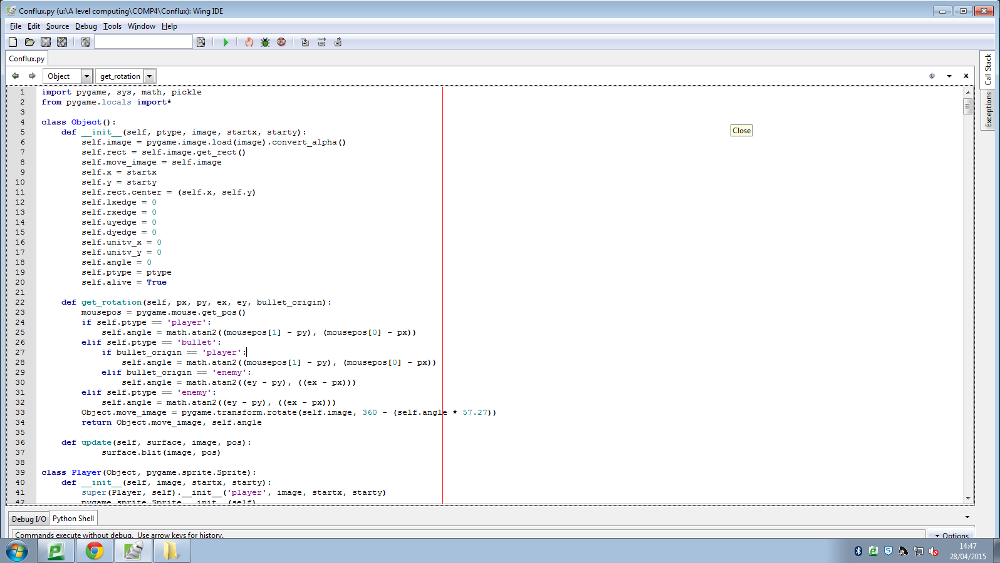 Conflux.py (u:\A level computing\COMP4\Conflux): Wing IDE
File Edit Source Debug Tools Window Help
Conflux.py
Object get_rotation
Call Stack
Exceptions
Close
1 import pygame, sys, math, pickle
2 from pygame.locals import*
3
4 class Object():
5     def __init__(self, ptype, image, startx, starty):
6         self.image = pygame.image.load(image).convert_alpha()
7         self.rect = self.image.get_rect()
8         self.move_image = self.image
9         self.x = startx
10         self.y = starty
11         self.rect.center = (self.x, self.y)
12         self.lxedge = 0
13         self.rxedge = 0
14         self.uyedge = 0
15         self.dyedge = 0
16         self.unitv_x = 0
17         self.unitv_y = 0
18         self.angle = 0
19         self.ptype = ptype
20         self.alive = True
21
22     def get_rotation(self, px, py, ex, ey, bullet_origin):
23         mousepos = pygame.mouse.get_pos()
24         if self.ptype == 'player':
25             self.angle = math.atan2((mousepos[1] - py), (mousepos[0] - px))
26         elif self.ptype == 'bullet':
27             if bullet_origin == 'player':
28                 self.angle = math.atan2((mousepos[1] - py), (mousepos[0] - px))
29             elif bullet_origin == 'enemy':
30                 self.angle = math.atan2((ey - py), ((ex - px)))
31         elif self.ptype == 'enemy':
32             self.angle = math.atan2((ey - py), ((ex - px)))
33         Object.move_image = pygame.transform.rotate(self.image, 360 - (self.angle * 57.27))
34         return Object.move_image, self.angle
35
36     def update(self, surface, image, pos):
37             surface.blit(image, pos)
38
39 class Player(Object, pygame.sprite.Sprite):
40     def __init__(self, image, startx, starty):
41         super(Player, self).__init__('player', image, startx, starty)
42         pygame.sprite.Sprite.__init__(self)
Debug I/O Python Shell
Commands execute without debug. Use arrow keys for history.
Options
14:47
28/04/2015